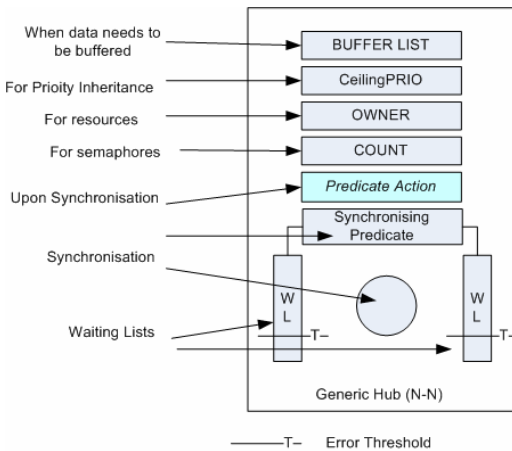 When data needs to
be buffered
BUFFER LIST
For Prioity Inheritance
CeilingPRIO
For resources
OWNER
For semaphores
COUNT
Upon Synchronisation
Predicate Action
Synchronising
Predicate
Synchronisation
W
L
W
L
Waiting Lists
T
T
Generic Hub (N-N)
T
Error Threshold